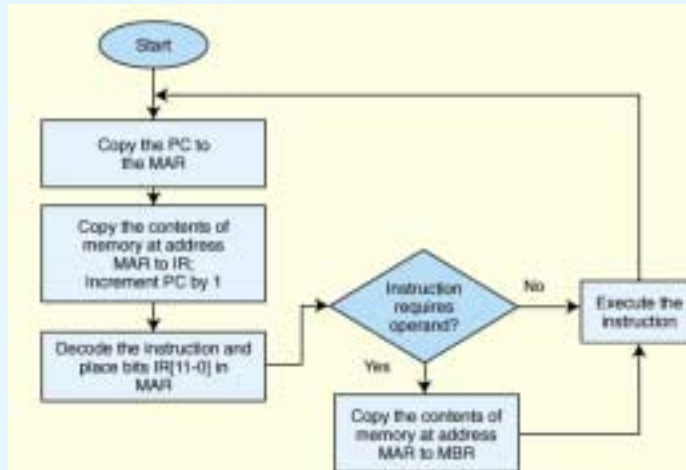 Start
Copy the PC to
the MAR
Copy the contents of
memory at address
MAR to IR;
Increment PC by 1
Decode the instruction and
place bits IR[11-0] in
MAR
Instruction
requires
operand?
No
Yes
Execute the
instruction
Copy the contents of
memory at address
MAR to MBR